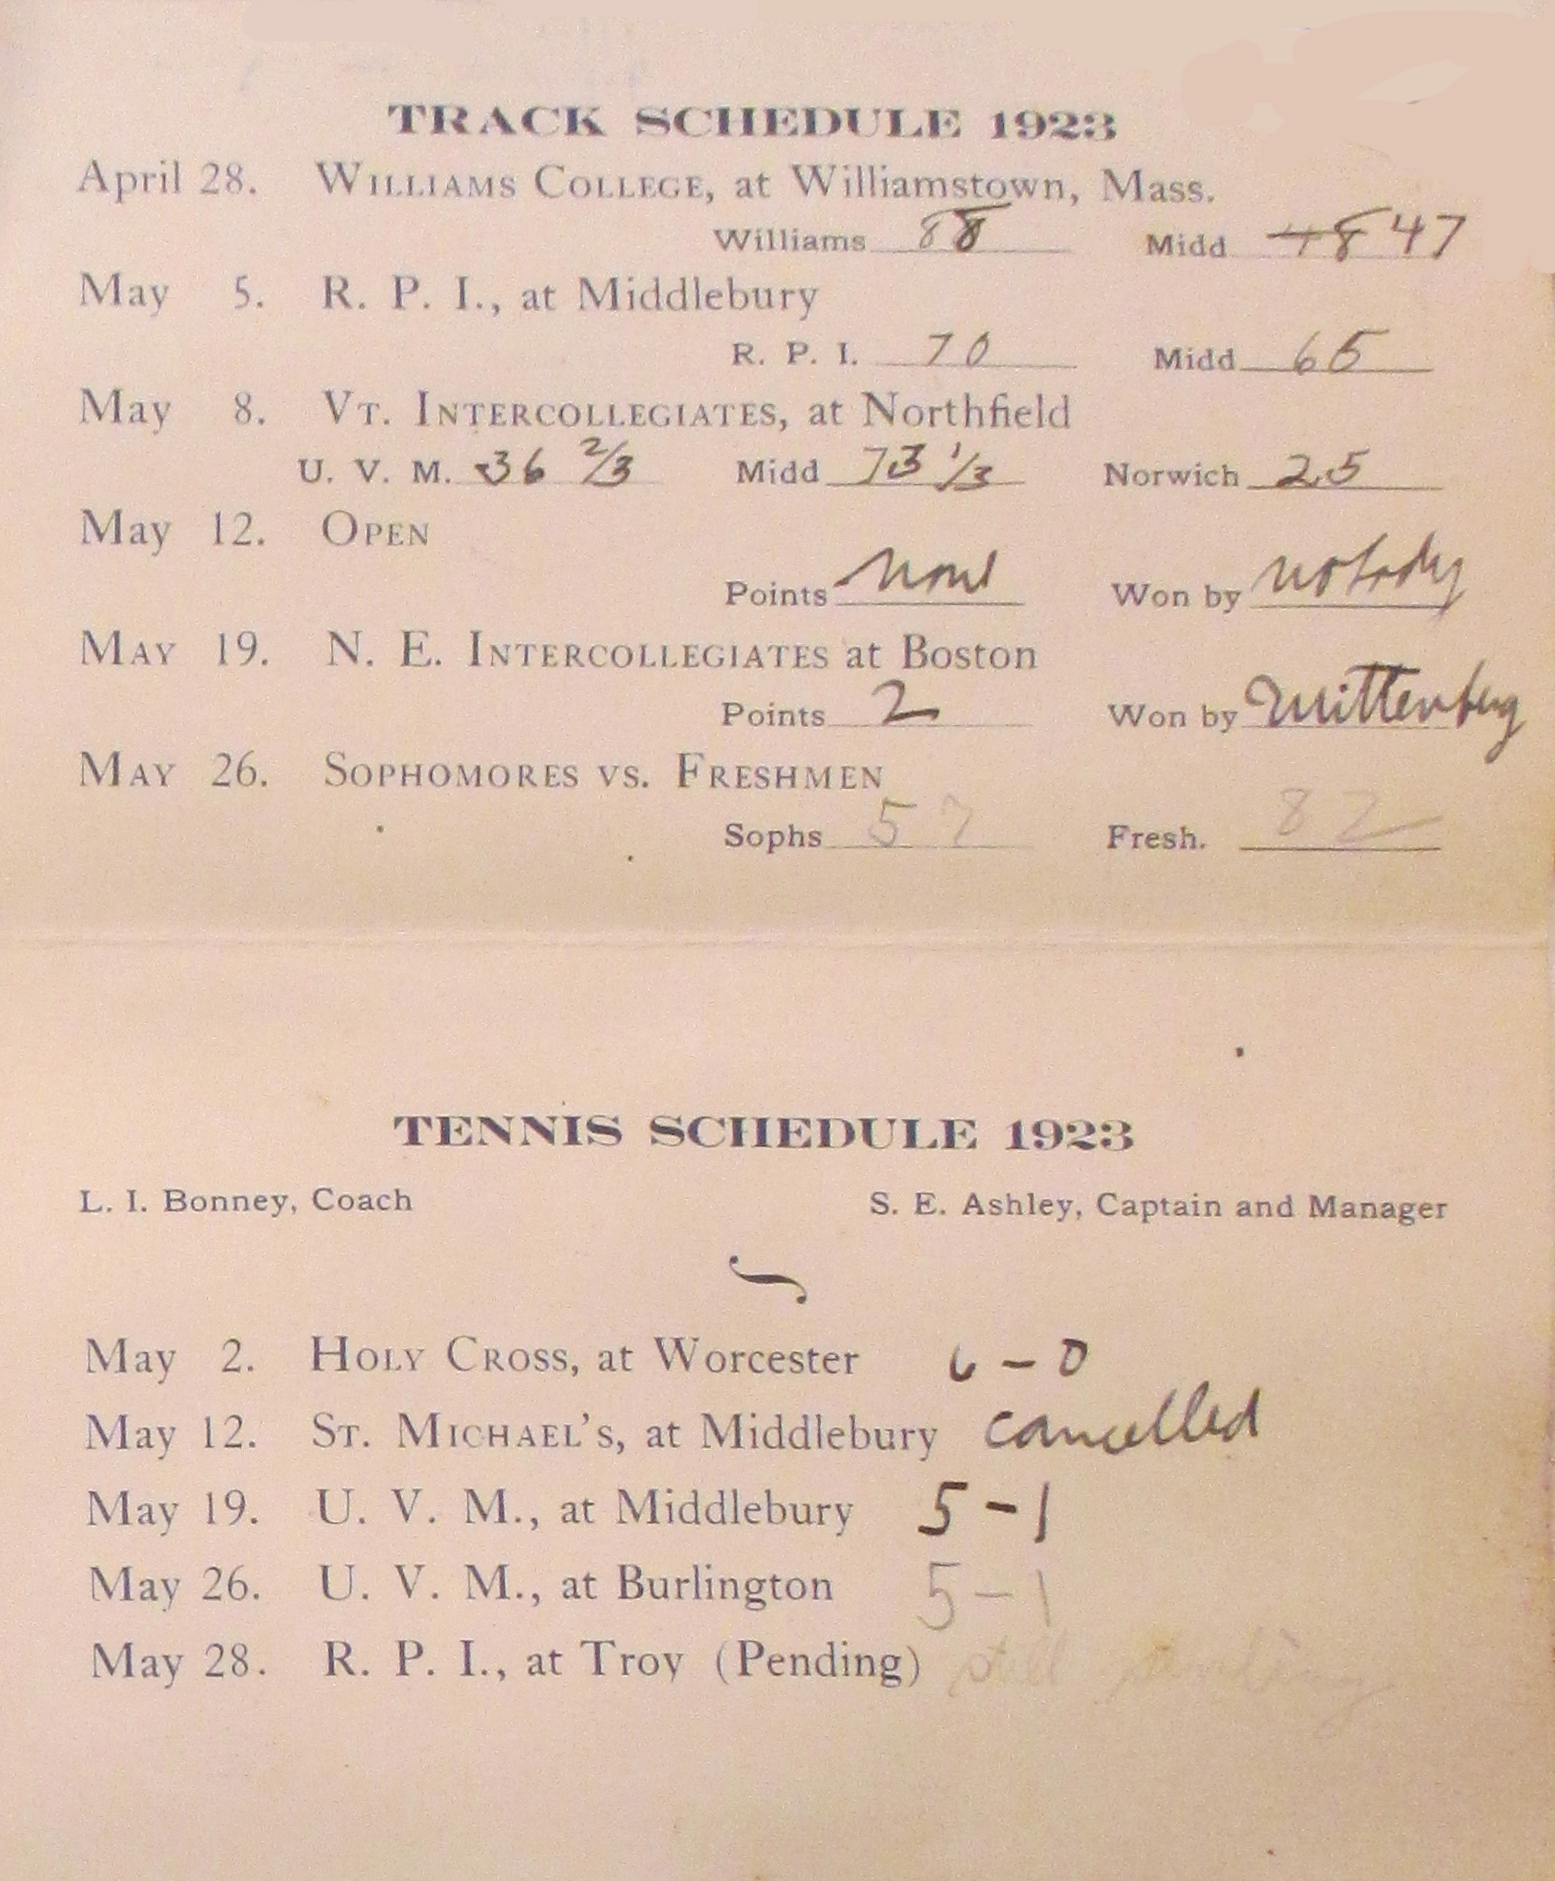 TRACK SCHEDULE 1923
April 28. WILLIAMS COLLEGE, at Williamstown, Mass.
Williams 88 Midd 48 47
May 5. R. P. I., at Middlebury
R. P. I. 70 Midd 65
May 8. VT. INTERCOLLEGIATES, at Northfield
U. V. M. 36 2/3 Midd 73 1/3 Norwich 25
May 12. OPEN
Points None Won by nobody
MAY 19. N. E. INTERCOLLEGIATES at Boston
Points 2 Won by Mittenberg
MAY 26. SOPHOMORES VS. FRESHMEN
Sophs 57 Fresh. 82
TENNIS SCHEDULE 1923
L. I. Bonney, Coach S. E. Ashley, Captain and Manager
May 2. HOLY CROSS, at Worcester 6-0
May 12. ST. MICHAEL'S, at Middlebury cancelled
May 19. U. V. M., at Middlebury 5-1
May 26. U. V. M., at Burlington 5-1
May 28. R. P. I., at Troy (Pending) still pending